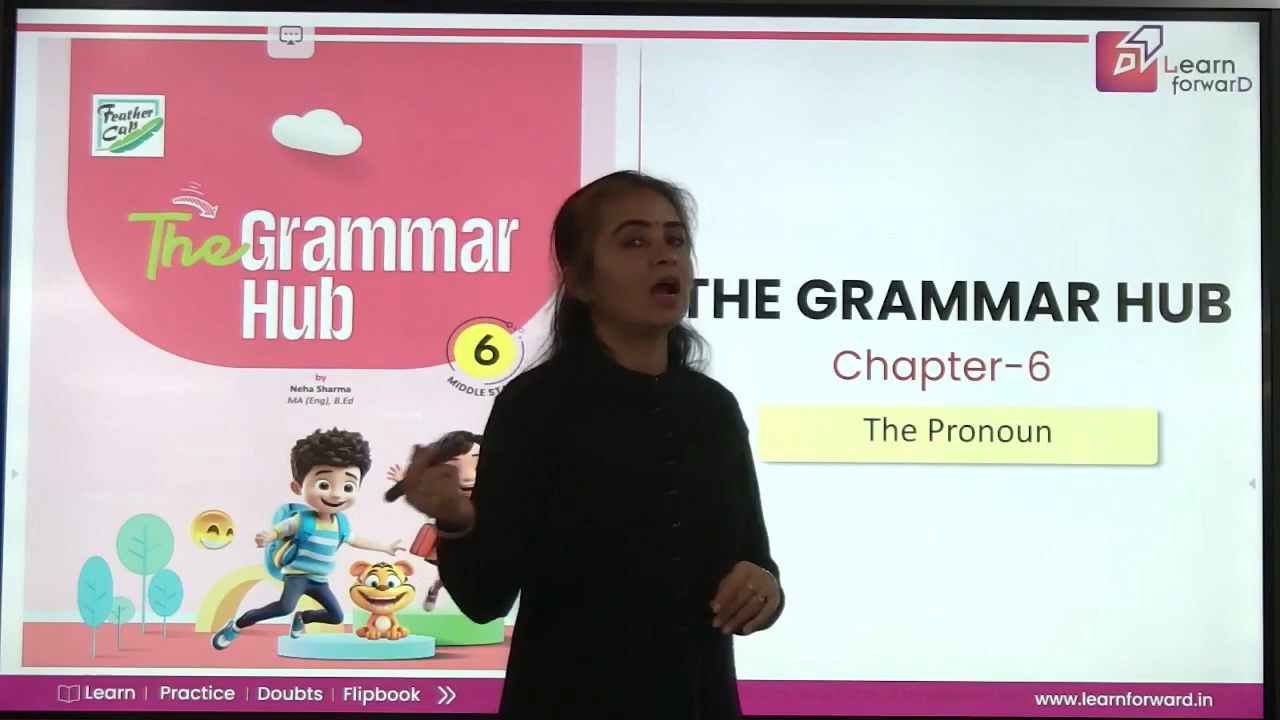 Feather
Cap
The Grammar
Hub
6
by
Neha Sharma
MA (Eng), B.Ed
Learn
forwarD
THE GRAMMAR HUB
Chapter-6
The Pronoun
Learn | Practice | Doubts | Flipbook
www.learnforward.in